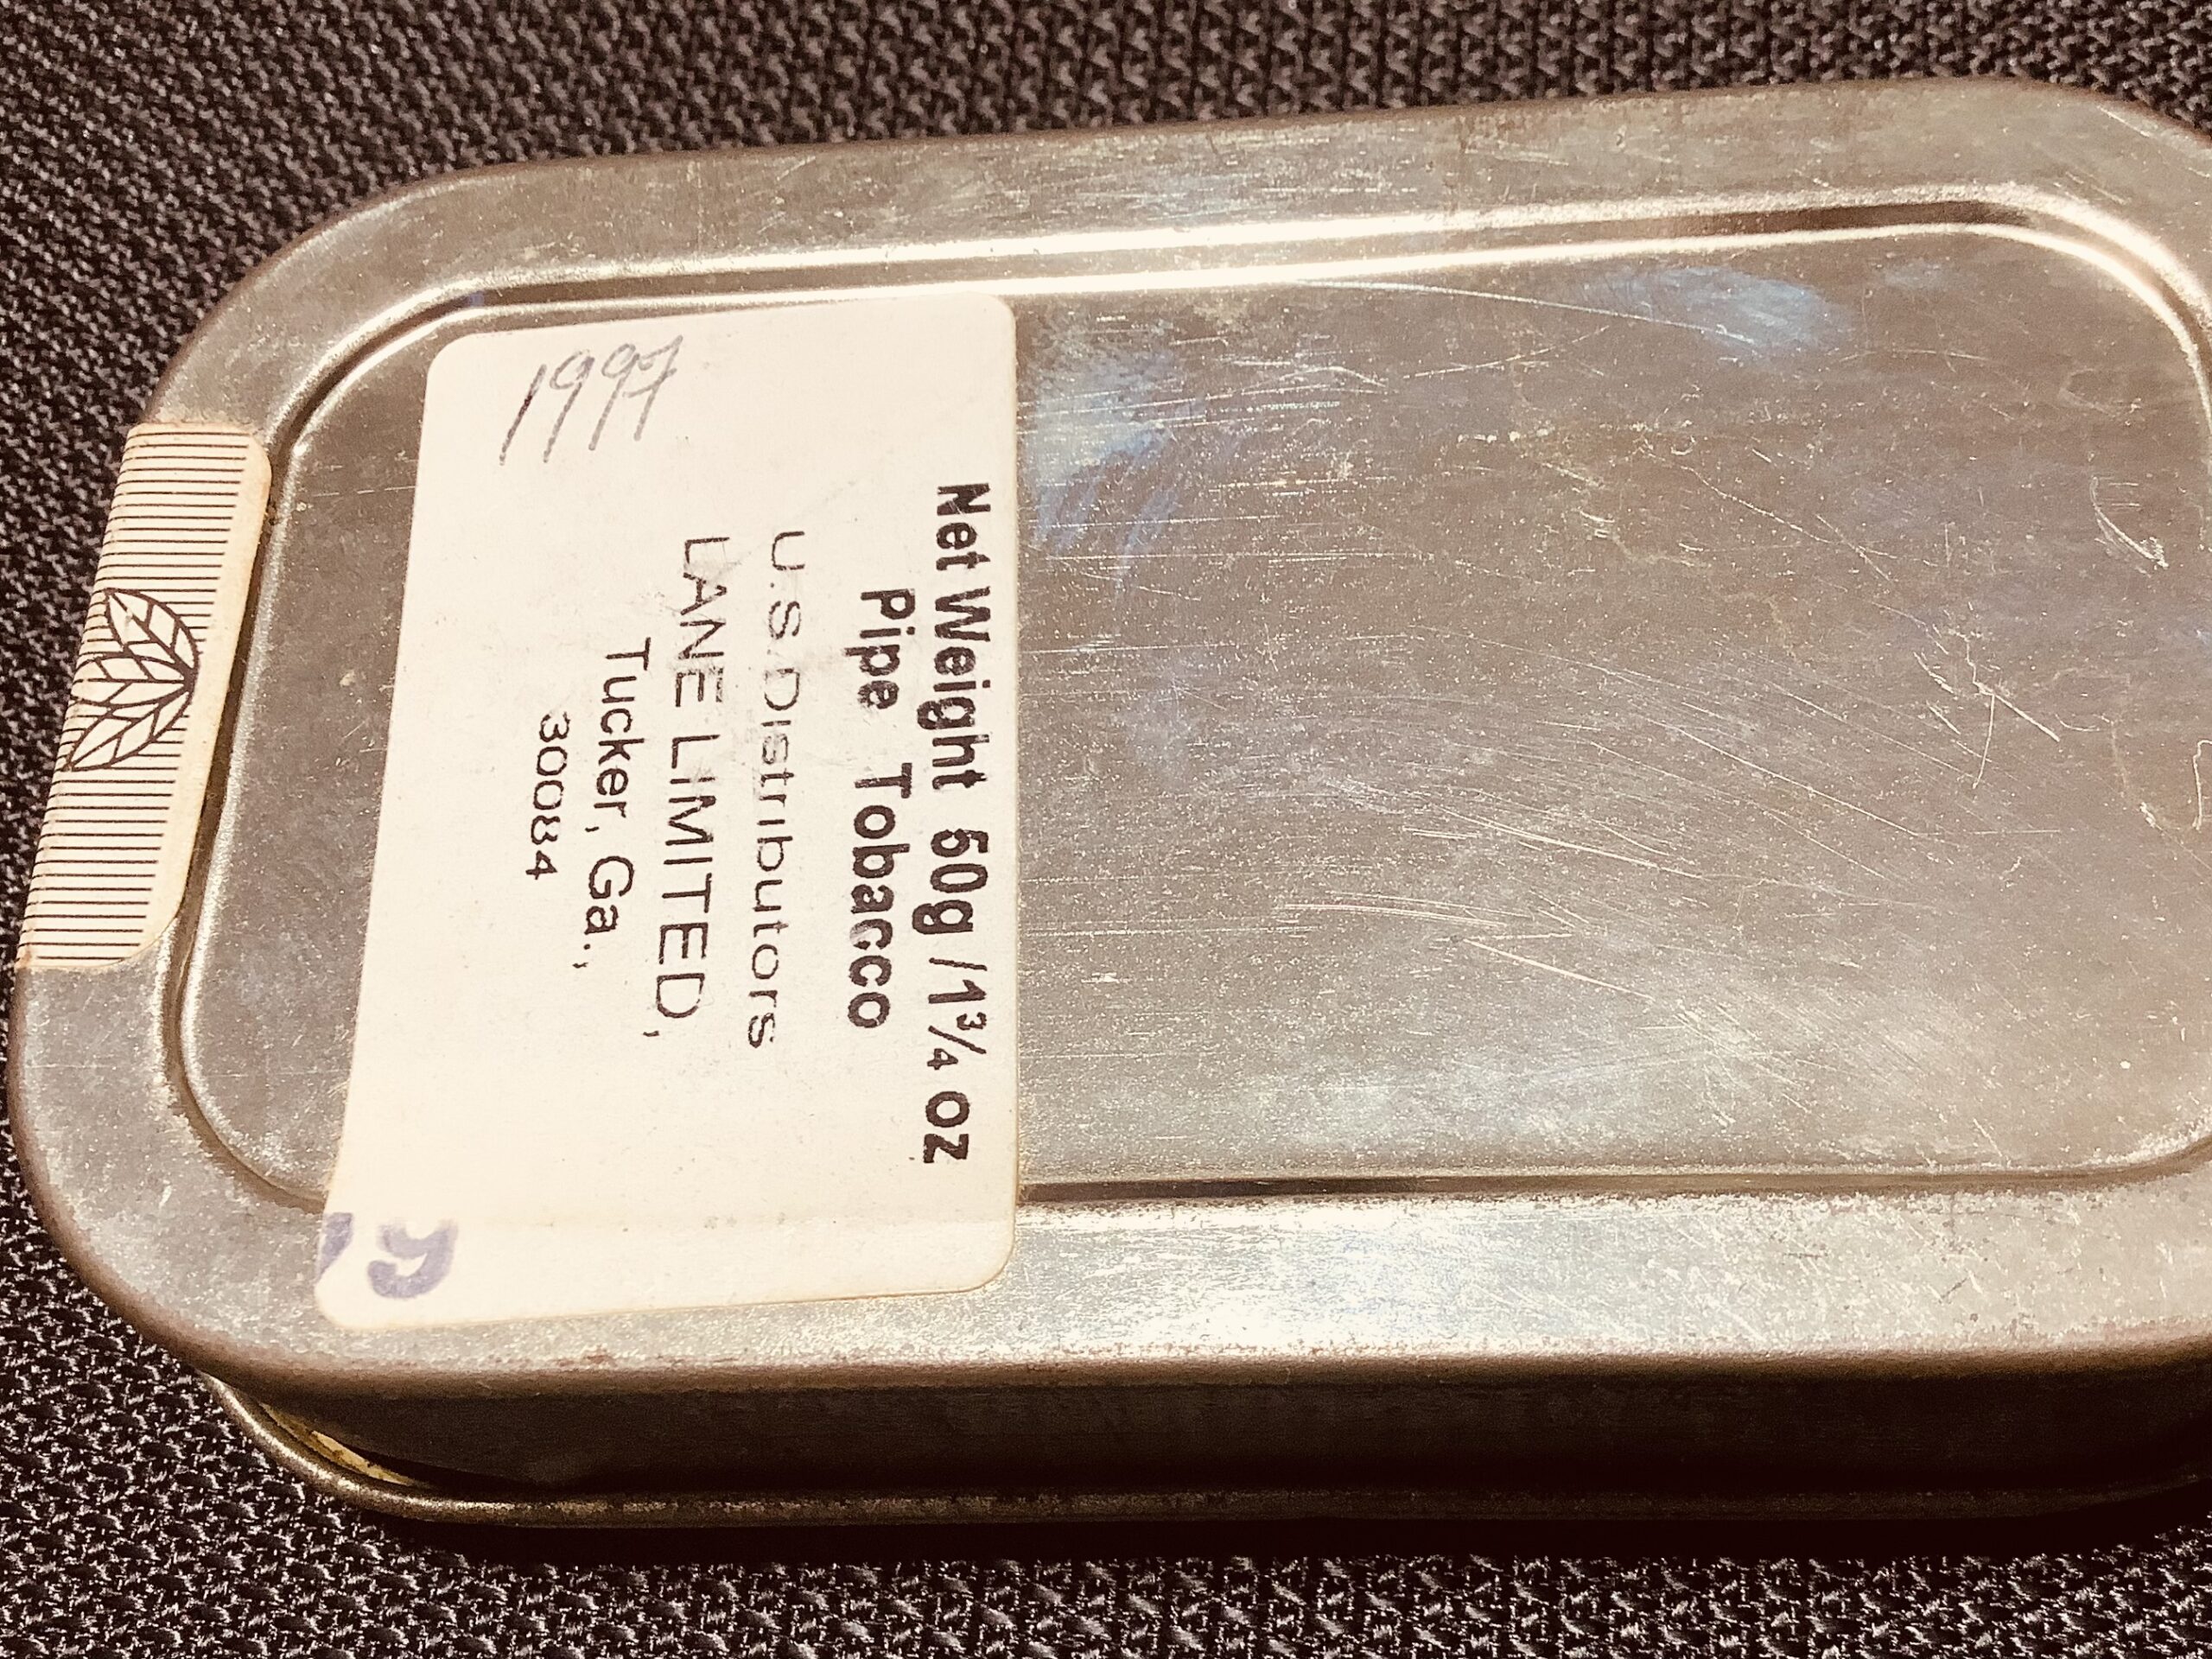 1997
Net Weight 50g / 1¾ oz
Pipe Tobacco
U.S. Distributors
LANE LIMITED,
Tucker, Ga.,
30084